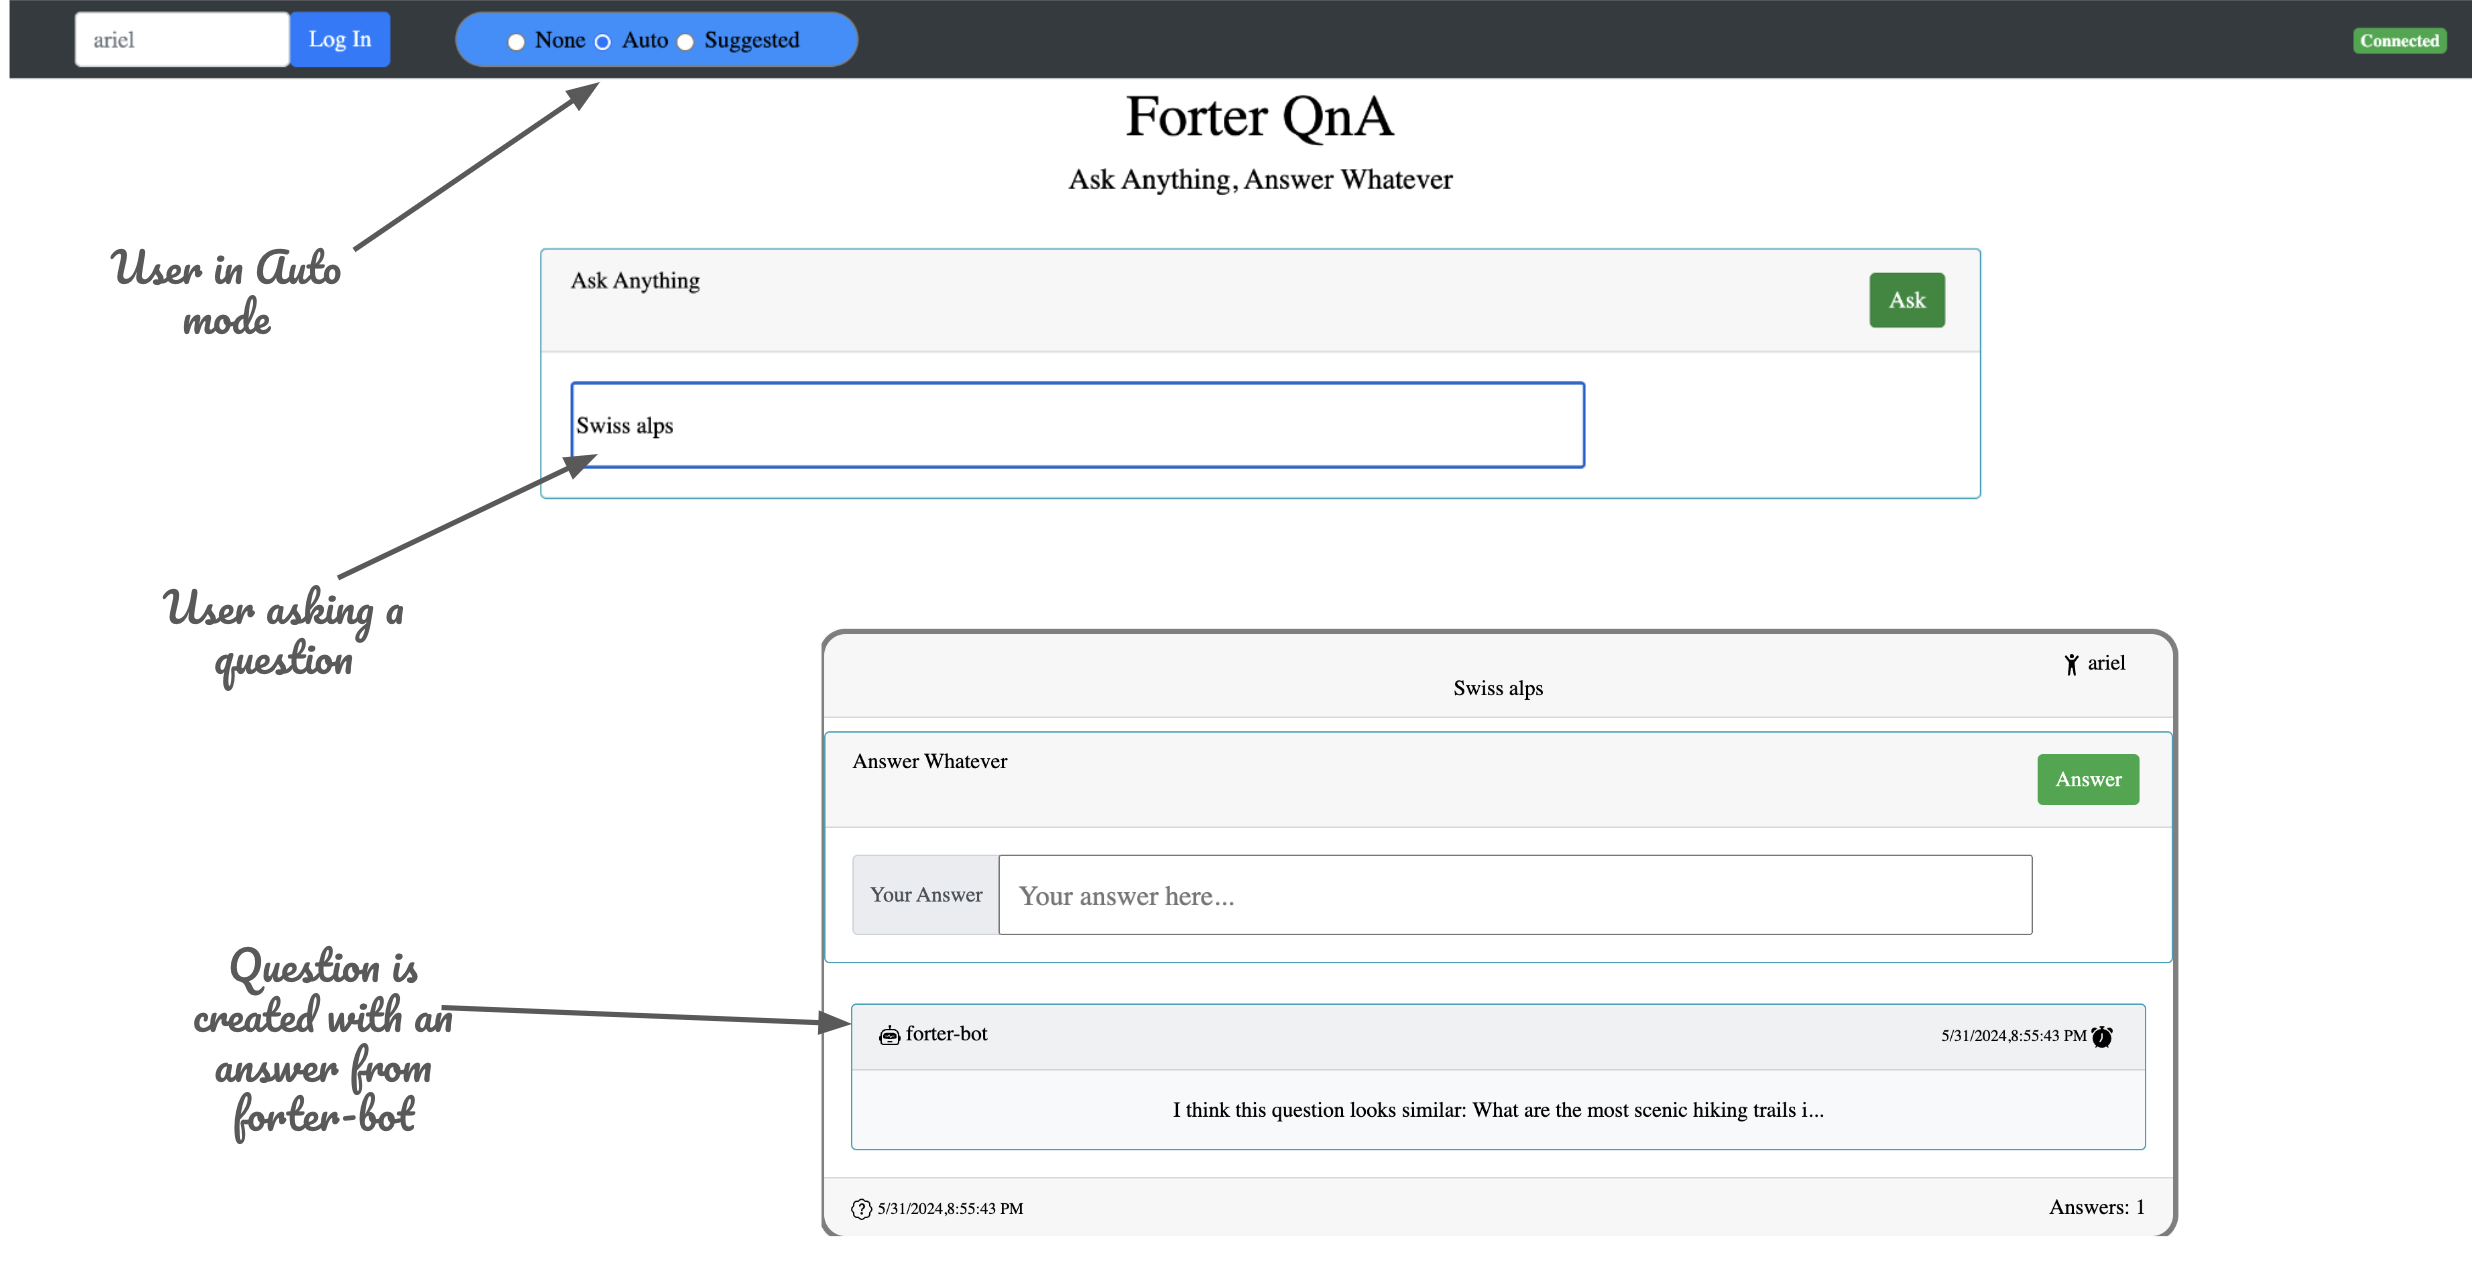 ariel
Log In
None
Auto
Suggested
Connected
Forter QnA
Ask Anything, Answer Whatever
User in Auto
mode
Ask Anything
Ask
Swiss alps
User asking a
question
ariel
Swiss alps
Answer Whatever
Answer
Your Answer
Your answer here...
Question is
created with an
answer from
forter-bot
forter-bot
5/31/2024,8:55:43 PM
I think this question looks similar: What are the most scenic hiking trails i...
5/31/2024,8:55:43 PM
Answers: 1